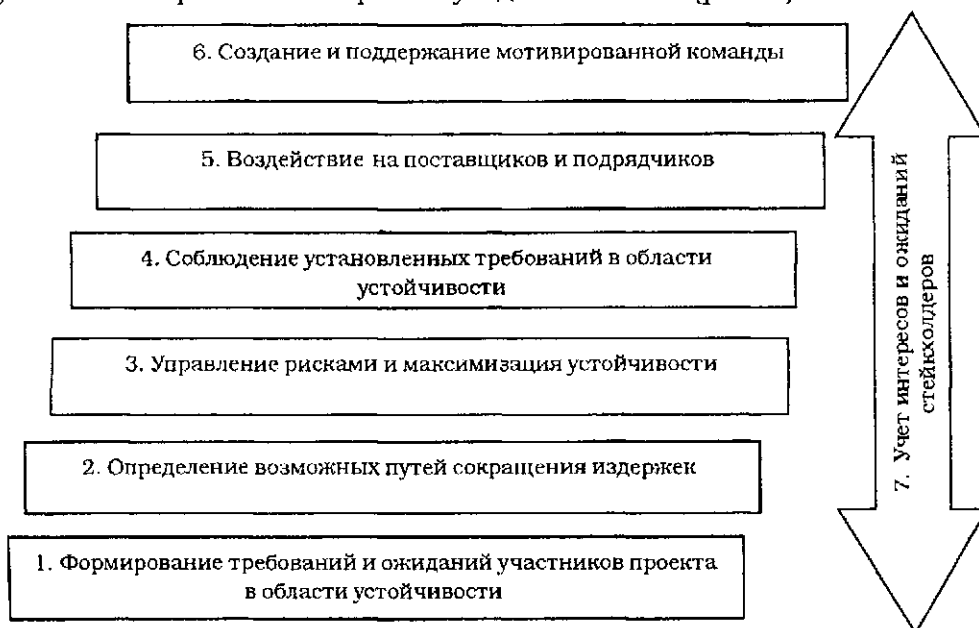 6. Создание и поддержание мотивированной команды
5. Воздействие на поставщиков и подрядчиков
4. Соблюдение установленных требований в области
устойчивости
3. Управление рисками и максимизация устойчивости
2. Определение возможных путей сокращения издержек
1. Формирование требований и ожиданий участников проекта
в области устойчивости
7. Учет интересов и ожиданий
стейкхолдеров